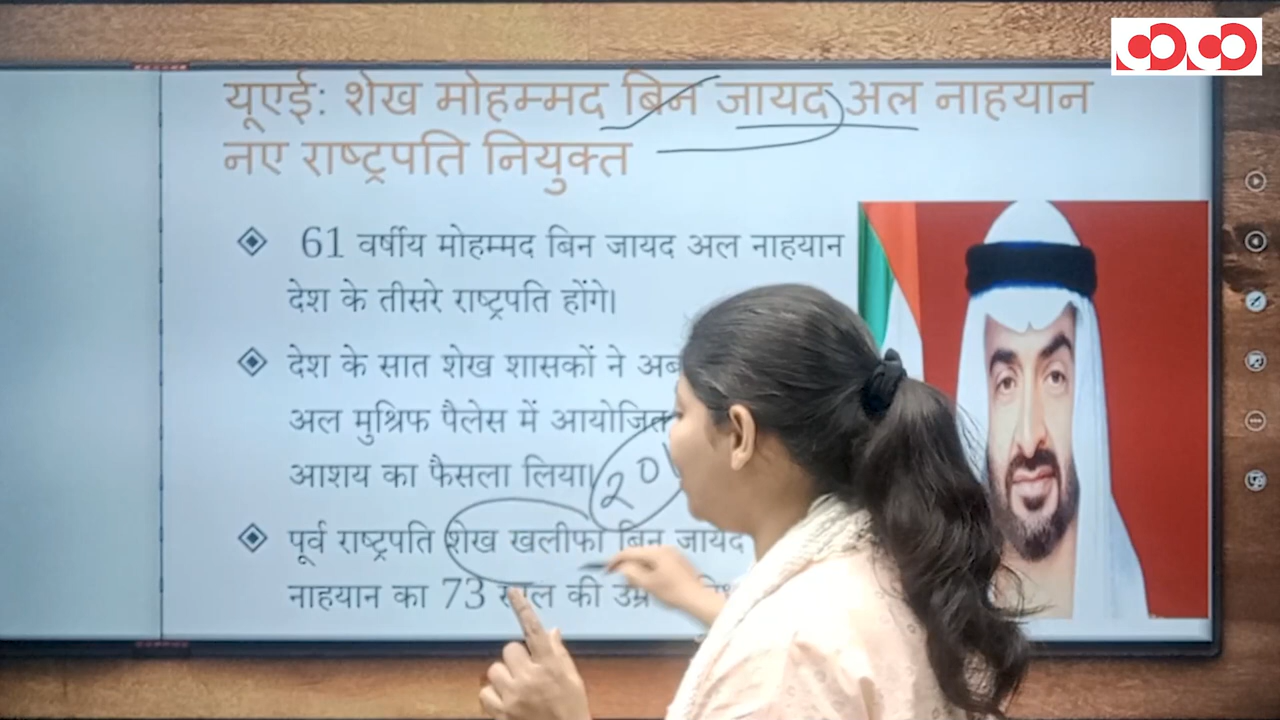 यूएई: शेख मोहम्मद बिन जायद अल नाहयान
नए राष्ट्रपति नियुक्त
61 वर्षीय मोहम्मद बिन जायद अल नाहयान
देश के तीसरे राष्ट्रपति होंगे।
देश के सात शेख शासकों ने
अल मुश्रिफ पैलेस में आयोजित
आशय का फैसला लिया।
20
पूर्व राष्ट्रपति शेख खलीफा बिन जायद
नाहयान का 73 साल की उम्र